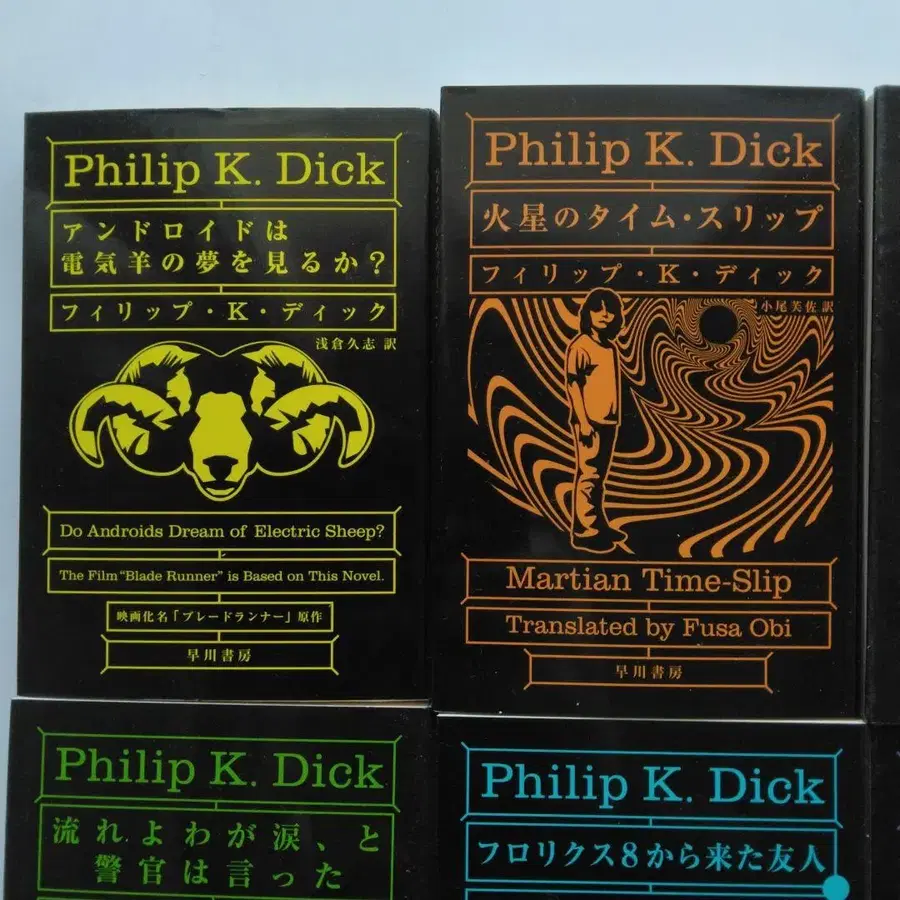 Philip K. Dick
アンドロイドは
電気羊の夢を見るか？
フィリップ・K・ディック
浅倉久志 訳
Do Androids Dream of Electric Sheep?
The Film “Blade Runner” is Based on This Novel.
映画化名「ブレードランナー」原作
早川書房
Philip K. Dick
火星のタイム・スリップ
フィリップ・K・ディック
小尾芙佐 訳
Martian Time-Slip
Translated by Fusa Obi
早川書房
Philip K. Dick
流れよわが涙、と
警官は言った
Philip K. Dick
フロリクス8から来た友人